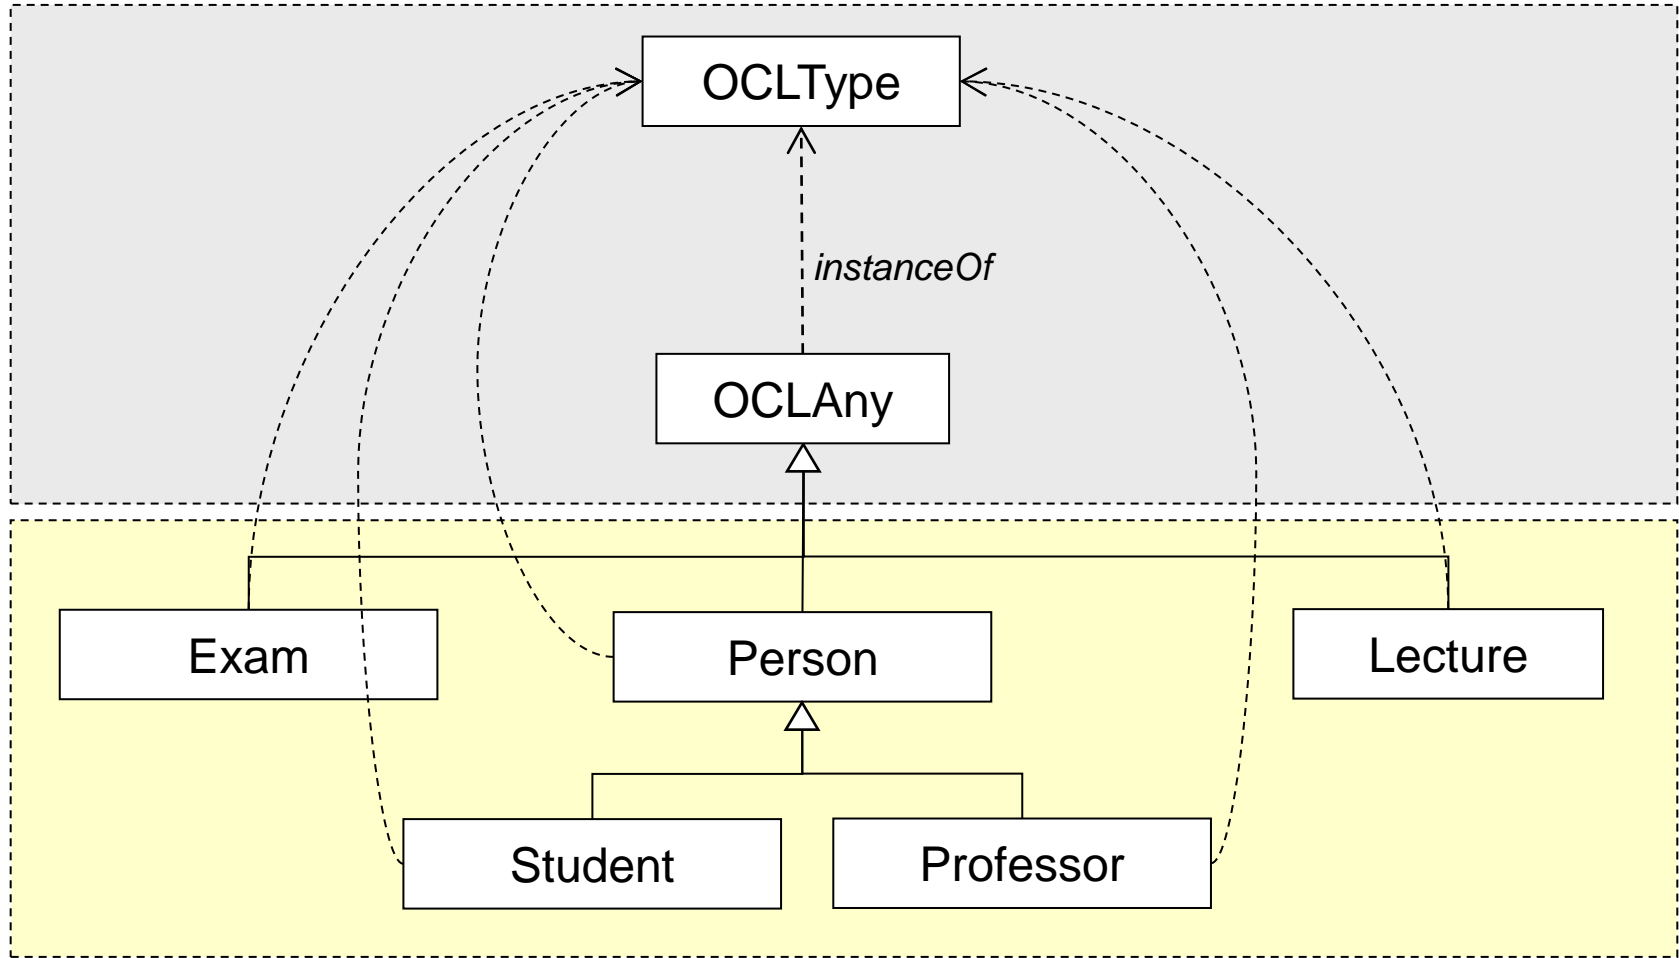 OCLType
instanceOf
OCLAny
Exam
Person
Lecture
Student
Professor